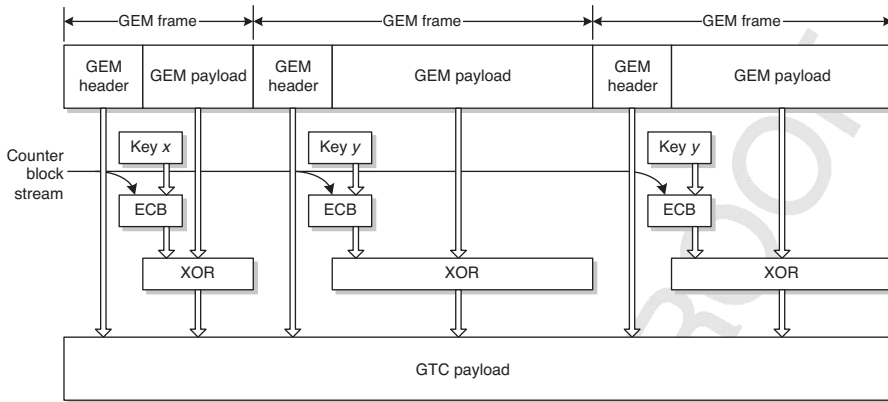 GEM frame GEM frame GEM frame
GEM header GEM payload GEM header GEM payload GEM header GEM payload
Counter block stream
Key x Key y Key y
ECB ECB ECB
XOR XOR XOR
GTC payload
PROOF